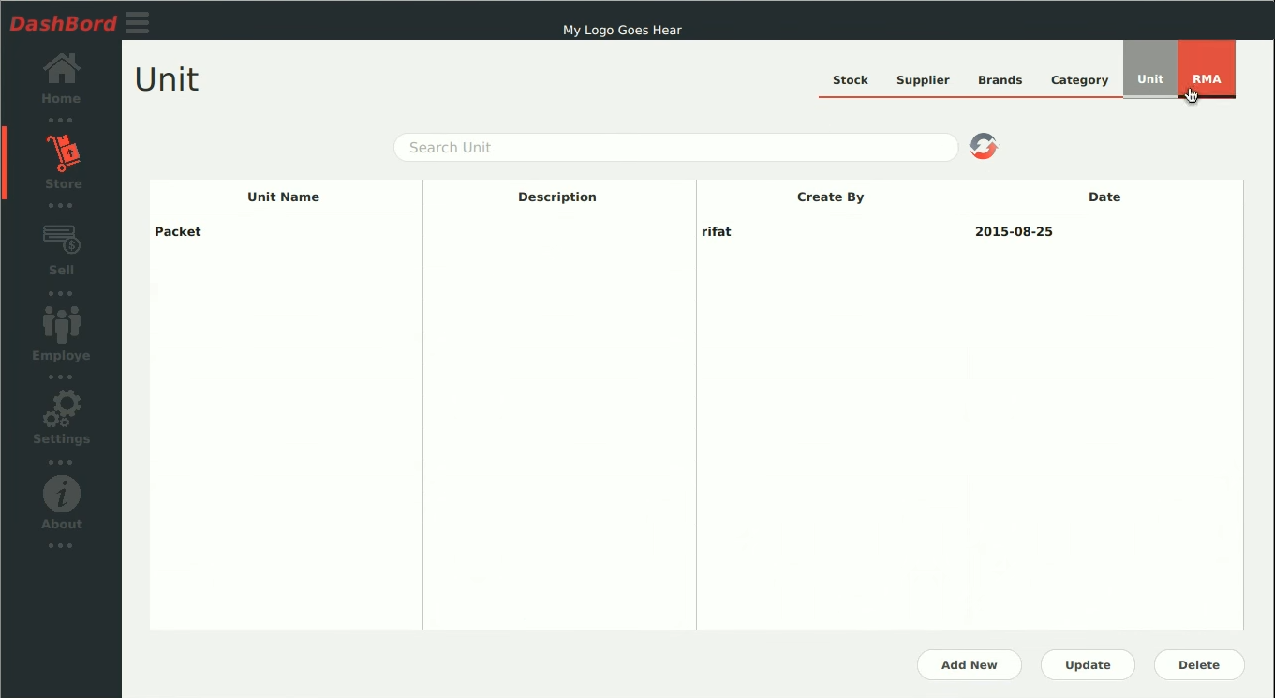 DashBord
My Logo Goes Hear
Home
Store
Sell
Employe
Settings
About
Unit
Stock Supplier Brands Category Unit RMA
Search Unit
Unit Name Description Create By Date
Packet rifat 2015-08-25
Add New Update Delete